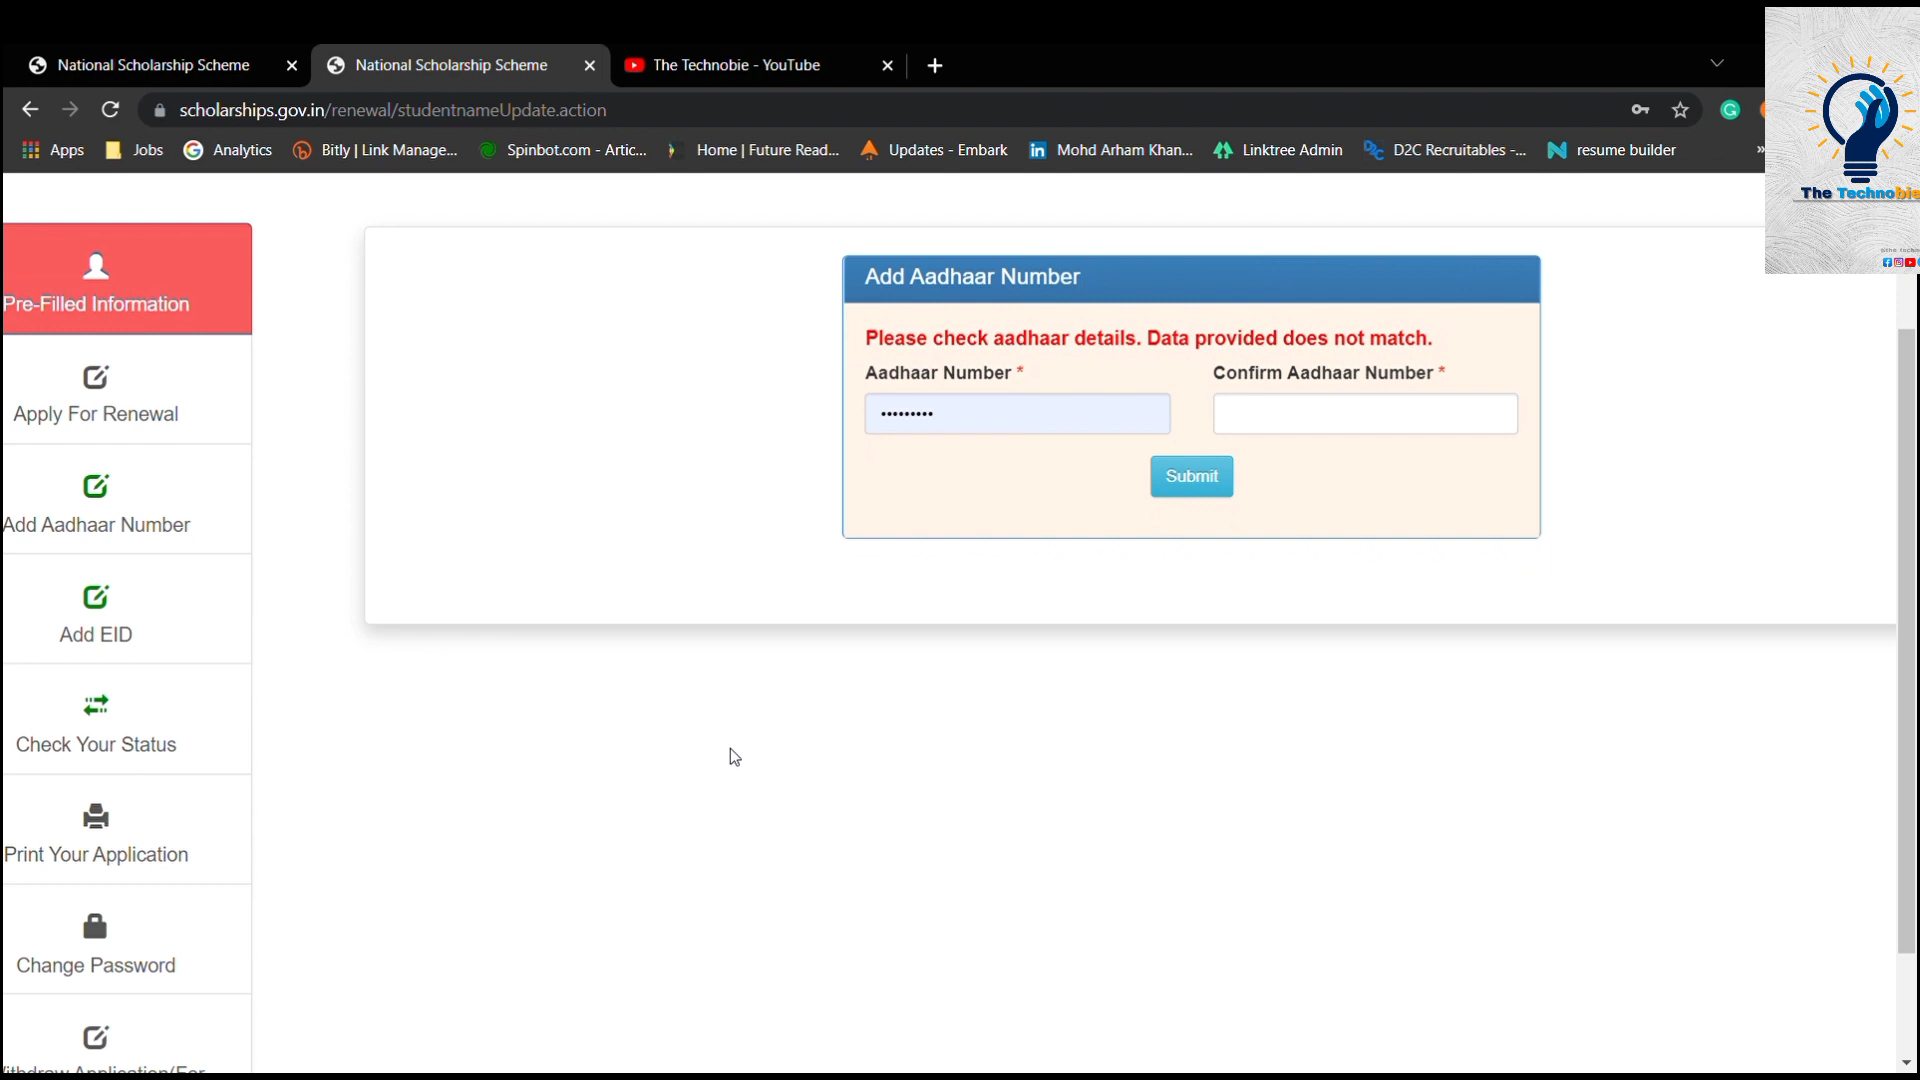 National Scholarship Scheme
National Scholarship Scheme
The Technobie - YouTube
scholarships.gov.in/renewal/studentnameUpdate.action
Apps
Jobs
Analytics
Bitly | Link Manage...
Spinbot.com - Artic...
Home | Future Read...
Updates - Embark
Mohd Arham Khan...
Linktree Admin
D2C Recruitables -...
resume builder
»
The Technobie
Pre-Filled Information
Apply For Renewal
Add Aadhaar Number
Add EID
Check Your Status
Print Your Application
Change Password
Add Aadhaar Number
Please check aadhaar details. Data provided does not match.
Aadhaar Number *
Confirm Aadhaar Number *
•••••••••
Submit